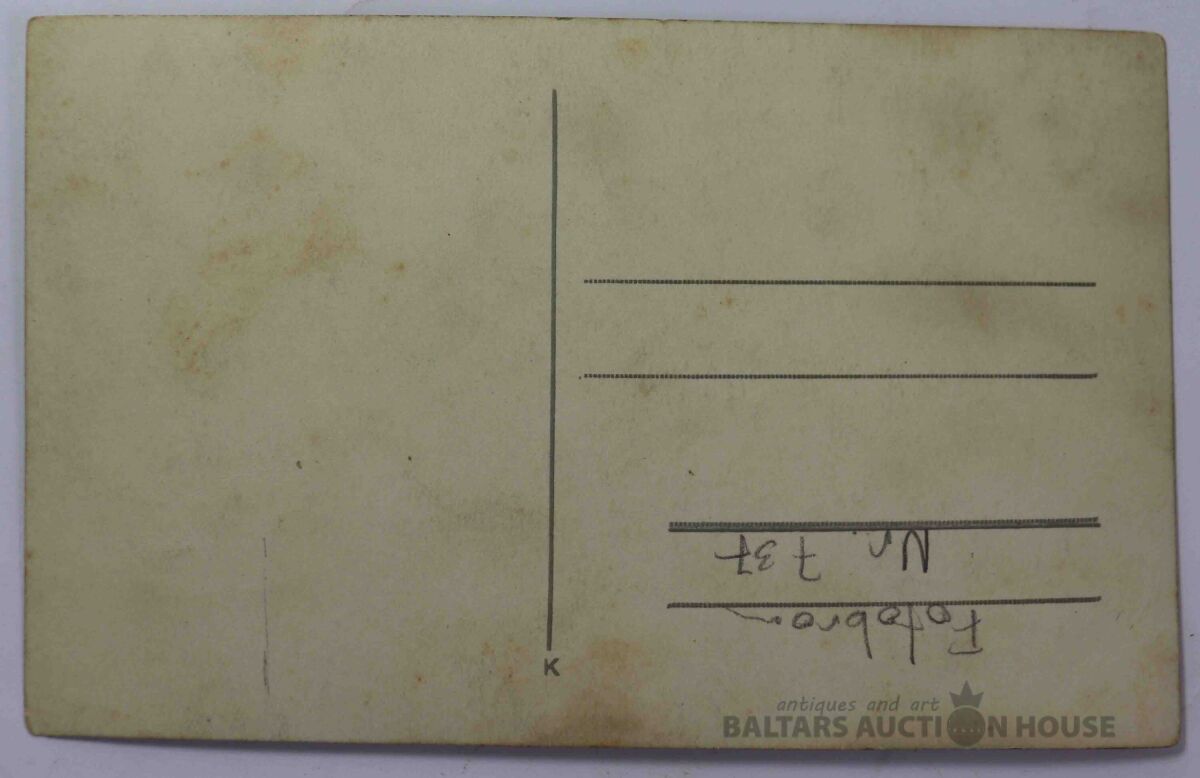 Fotobrom
Nr. 737
K
antiques and art
BALTARS AUCTION HOUSE